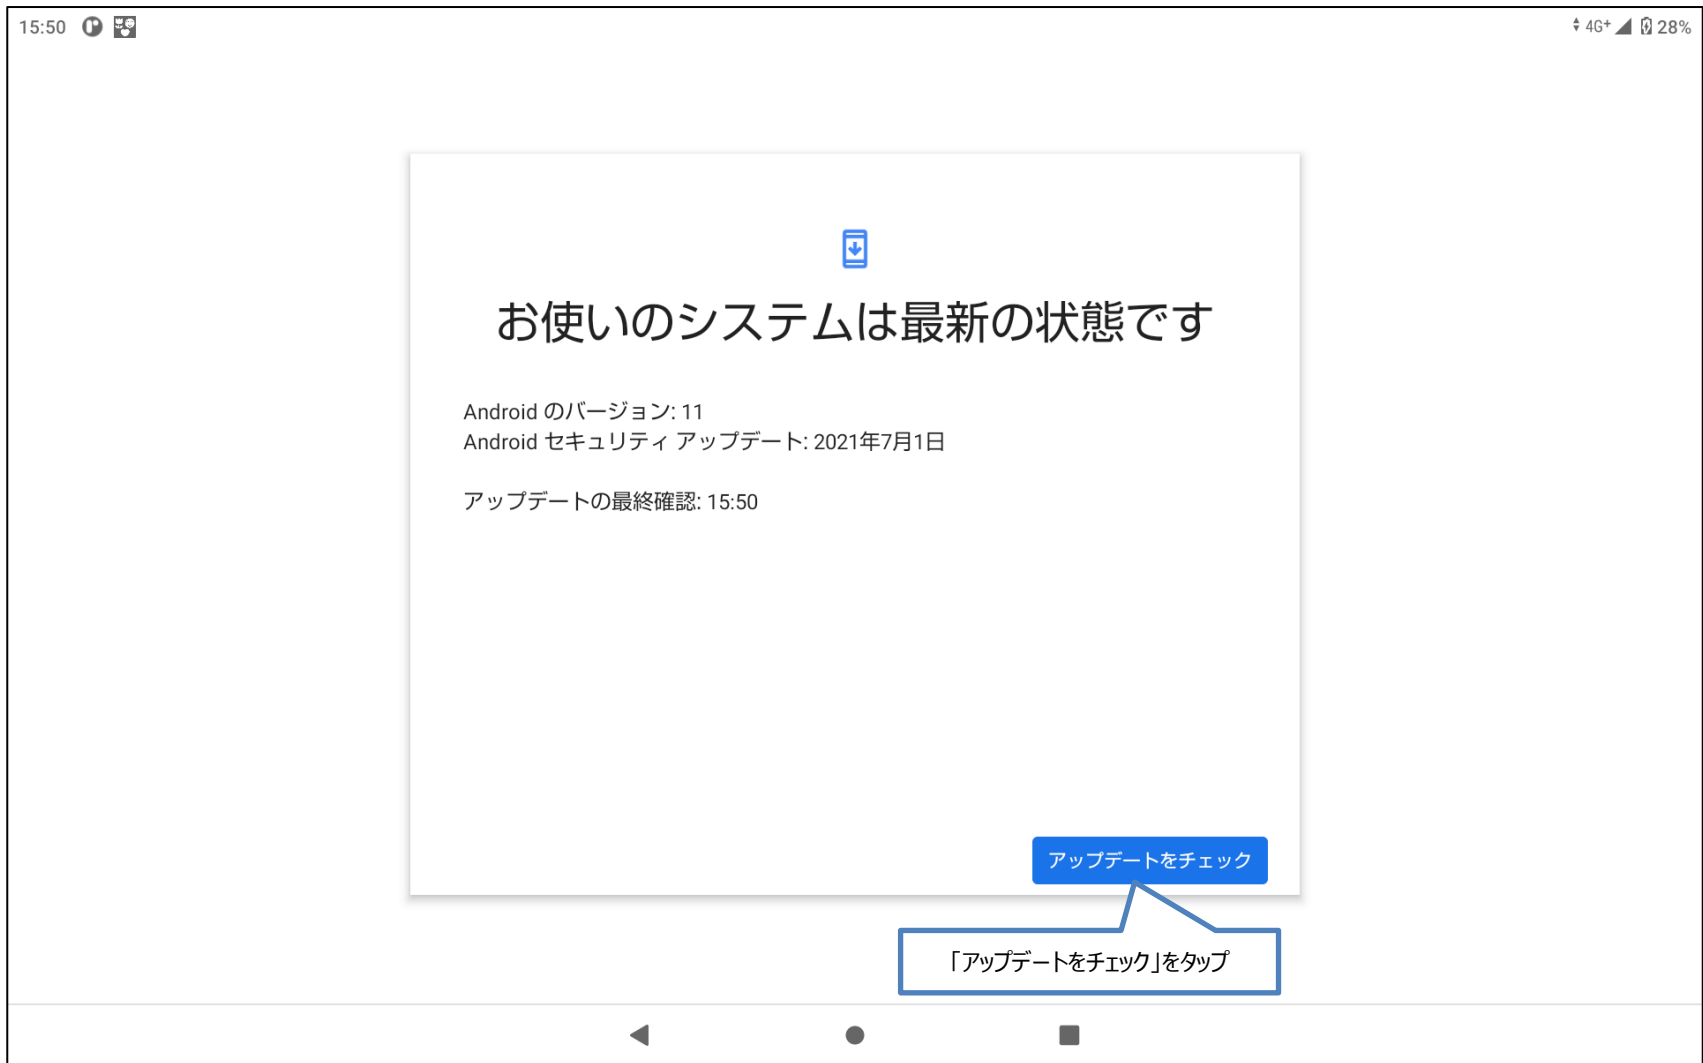 15:50
4G+ 28%
お使いのシステムは最新の状態です
Android のバージョン: 11
Android セキュリティ アップデート: 2021年7月1日
アップデートの最終確認: 15:50
アップデートをチェック
「アップデートをチェック」をタップ